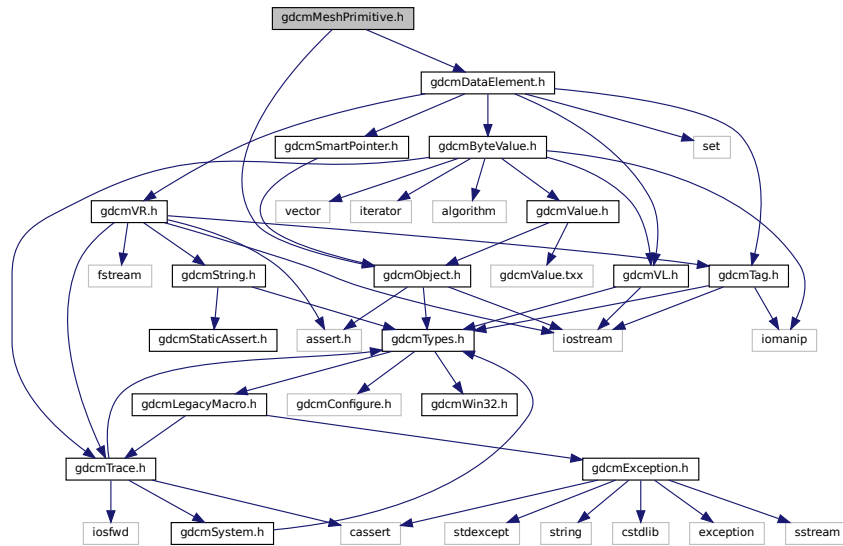 gdcmMeshPrimitive.h
gdcmDataElement.h
gdcmSmartPointer.h
gdcmByteValue.h
set
gdcmVR.h
vector
iterator
algorithm
gdcmValue.h
fstream
gdcmString.h
gdcmObject.h
gdcmValue.txx
gdcmVL.h
gdcmTag.h
gdcmStaticAssert.h
assert.h
gdcmTypes.h
iostream
iomanip
gdcmLegacyMacro.h
gdcmConfigure.h
gdcmWin32.h
gdcmTrace.h
gdcmException.h
iosfwd
gdcmSystem.h
cassert
stdexcept
string
cstdlib
exception
sstream